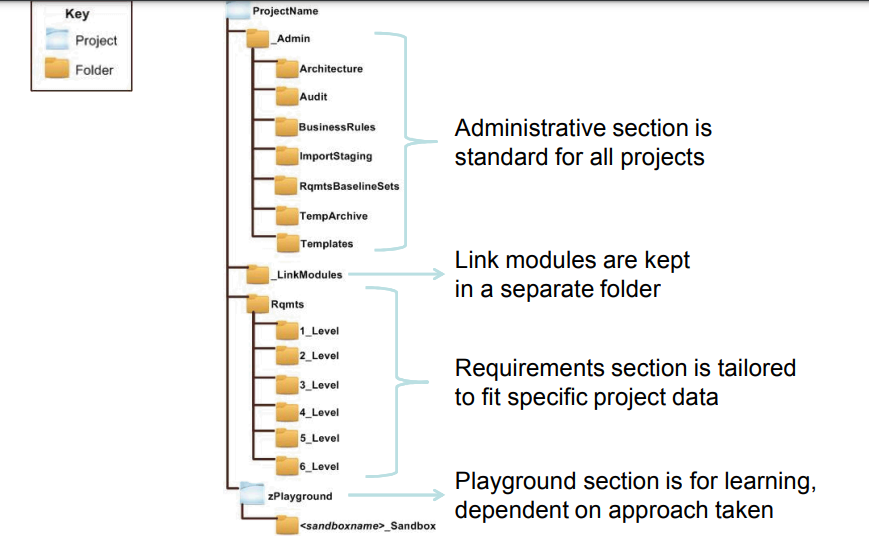 Key
Project
Folder
ProjectName
_Admin
Architecture
Audit
BusinessRules
ImportStaging
RqmtsBaselineSets
TempArchive
Templates
Administrative section is
standard for all projects
_LinkModules
Link modules are kept
in a separate folder
Rqmts
1_Level
2_Level
3_Level
4_Level
5_Level
6_Level
Requirements section is tailored
to fit specific project data
zPlayground
<sandboxname>_Sandbox
Playground section is for learning,
dependent on approach taken